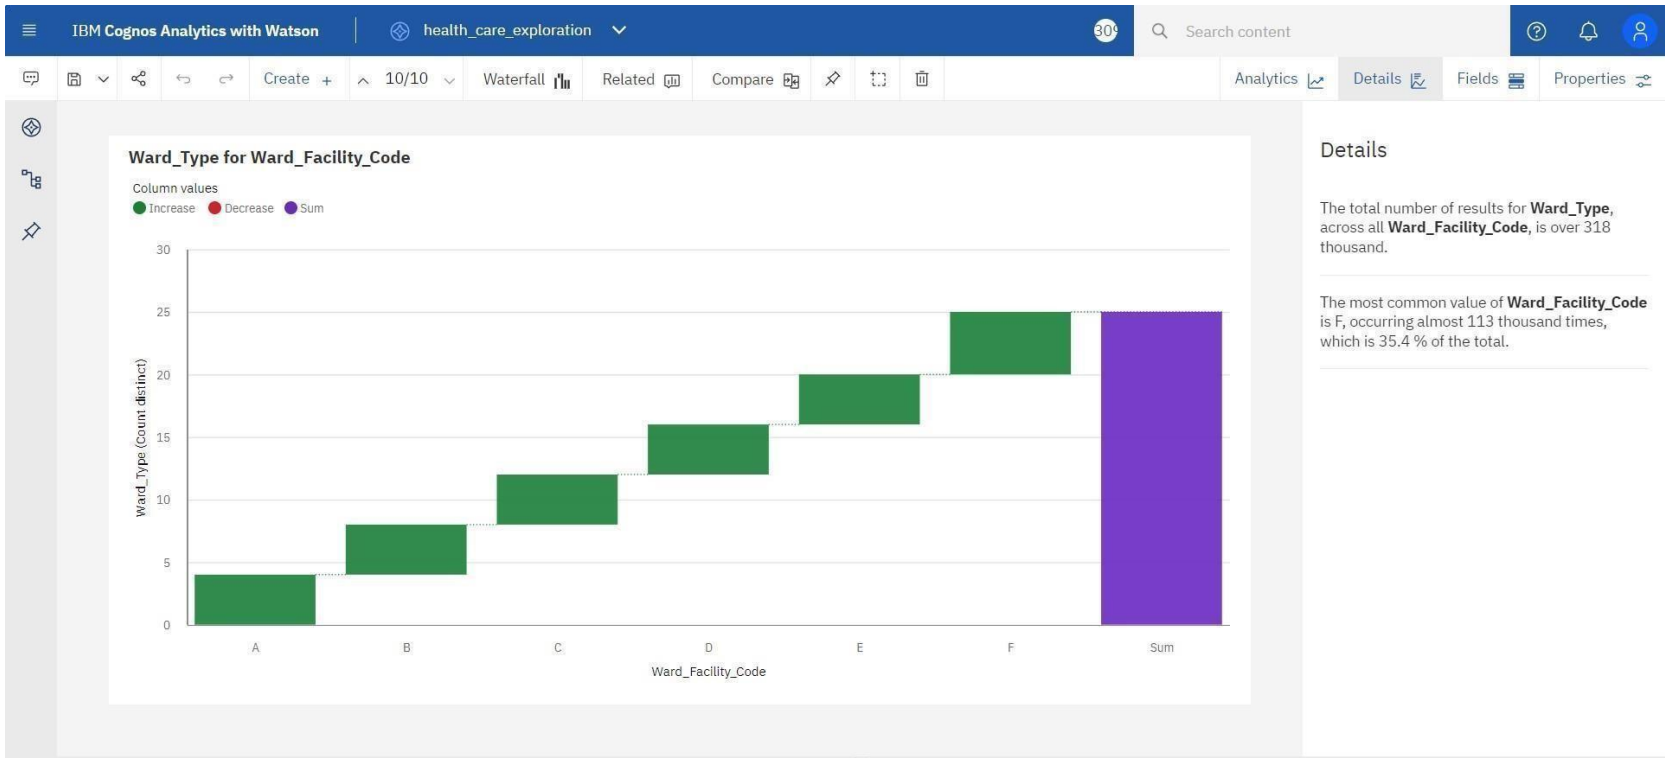 IBM Cognos Analytics with Watson
health_care_exploration
Search content
Create +
10/10
Waterfall
Related
Compare
Analytics
Details
Fields
Properties
Ward_Type for Ward_Facility_Code
Column values
Increase Decrease Sum
30
25
20
15
10
5
0
Ward_Type (Count distinct)
A B C D E F Sum
Ward_Facility_Code
Details
The total number of results for Ward_Type,
across all Ward_Facility_Code, is over 318
thousand.
The most common value of Ward_Facility_Code
is F, occurring almost 113 thousand times,
which is 35.4 % of the total.